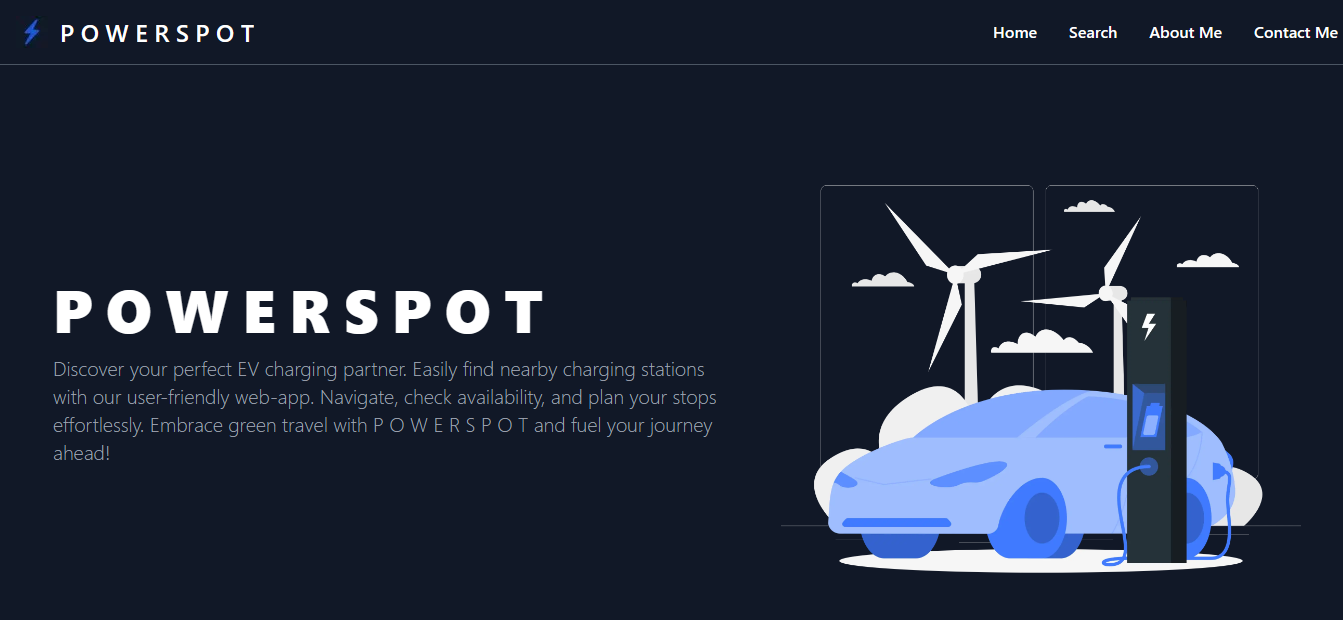 P O W E R S P O T
Home Search About Me Contact Me
P O W E R S P O T
Discover your perfect EV charging partner. Easily find nearby charging stations
with our user-friendly web-app. Navigate, check availability, and plan your stops
effortlessly. Embrace green travel with P O W E R S P O T and fuel your journey
ahead!